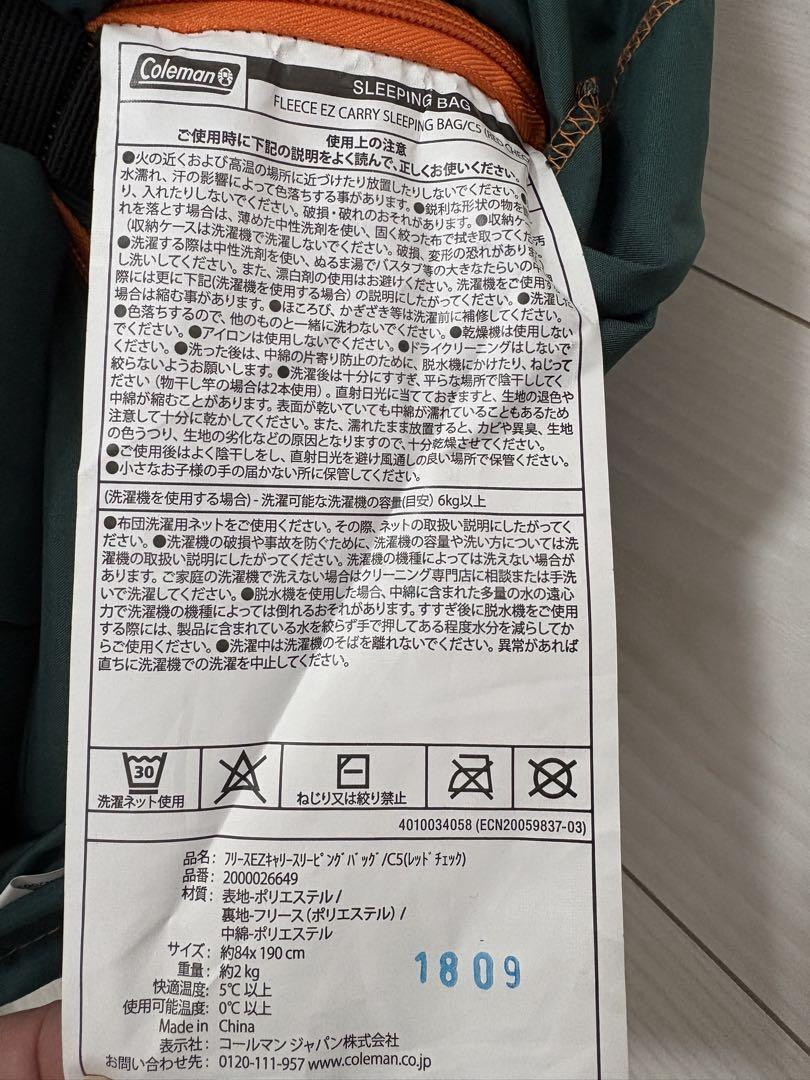 Coleman
SLEEPING BAG
FLEECE EZ CARRY SLEEPING BAG/C5
使用上の注意
ご使用時に下記の説明をよく読んで、正しくお使いください。
●火の近くおよび高温の場所に近づけたり放置したりしないでください。●
水濡れ、汗の影響によって色落ちする事があります。●鋭利な形状の物を
り、入れたりしないでください。破損・破れのおそれがあります。●収納ケー
れを落とす場合は、薄めた中性洗剤を使い、固く絞った布で拭き取ってくだ
(収納ケースは洗濯機で洗濯しないでください。破損、変形の恐れがあります
●洗濯する際は中性洗剤を使い、ぬるま湯でバスタブ等の大きなたらいの中
し洗いしてください。また、漂白剤の使用はお避けください。洗濯機をご使用
際には更に下記(洗濯機を使用する場合)の説明にしたがってください。●洗濯した
場合は縮む事があります。●ほころび、かぎざき等は洗濯前に補修してください。
●色落ちするので、他のものと一緒に洗わないでください。●乾燥機は使用しない
でください。●アイロンは使用しないでください。●ドライクリーニングはしないで
ください。●洗った後は、中綿の片寄り防止のために、脱水機にかけたり、ねじって
絞らないようお願いします。●洗濯後は十分にすすぎ、平らな場所で陰干ししてく
ださい(物干し竿の場合は2本使用)。直射日光に当てておきますと、生地の退色や
中綿が縮むことがあります。表面が乾いていても中綿が濡れていることもあるため
注意して十分に乾かしてください。また、濡れたまま放置すると、カビや異臭、生地
の色うつり、生地の劣化などの原因となりますので、十分乾燥させてください。
●ご使用後はよく陰干しをし、直射日光を避け風通しの良い場所で保管ください。
●小さなお子様の手の届かない所に保管してください。
(洗濯機を使用する場合) - 洗濯可能な洗濯機の容量(目安) 6kg以上
●布団洗濯用ネットをご使用ください。その際、ネットの取扱い説明にしたがってく
ださい。●洗濯機の破損や事故を防ぐために、洗濯機の容量や洗い方については洗
濯機の取扱い説明にしたがってください。洗濯機の機種によっては洗えない場合が
あります。ご家庭の洗濯機で洗えない場合はクリーニング専門店に相談または手洗
いで洗濯してください。●脱水機を使用した場合、中綿に含まれた多量の水の遠心
力で洗濯機の機種によっては倒れるおそれがあります。すすぎ後に脱水機をご使用
する際には、製品に含まれている水を絞らず手で押してある程度水分を減らしてか
らご使用ください。●洗濯中は洗濯機のそばを離れないでください。異常があれば
直ちに洗濯機での洗濯を中止してください。
30
洗濯ネット使用
ねじり又は絞り禁止
4010034058 (ECN20059837-03)
品名: フリースEZキャリースリーピングバッグ/C5(レッドチェック)
品番: 2000026649
材質: 表地-ポリエステル /
裏地-フリース(ポリエステル) /
中綿-ポリエステル
サイズ: 約84x 190 cm
重量: 約2 kg
快適温度: 5℃ 以上
使用可能温度: 0℃ 以上
Made in China
表示社: コールマン ジャパン株式会社
お問い合わせ先: 0120-111-957 www.coleman.co.jp
1809